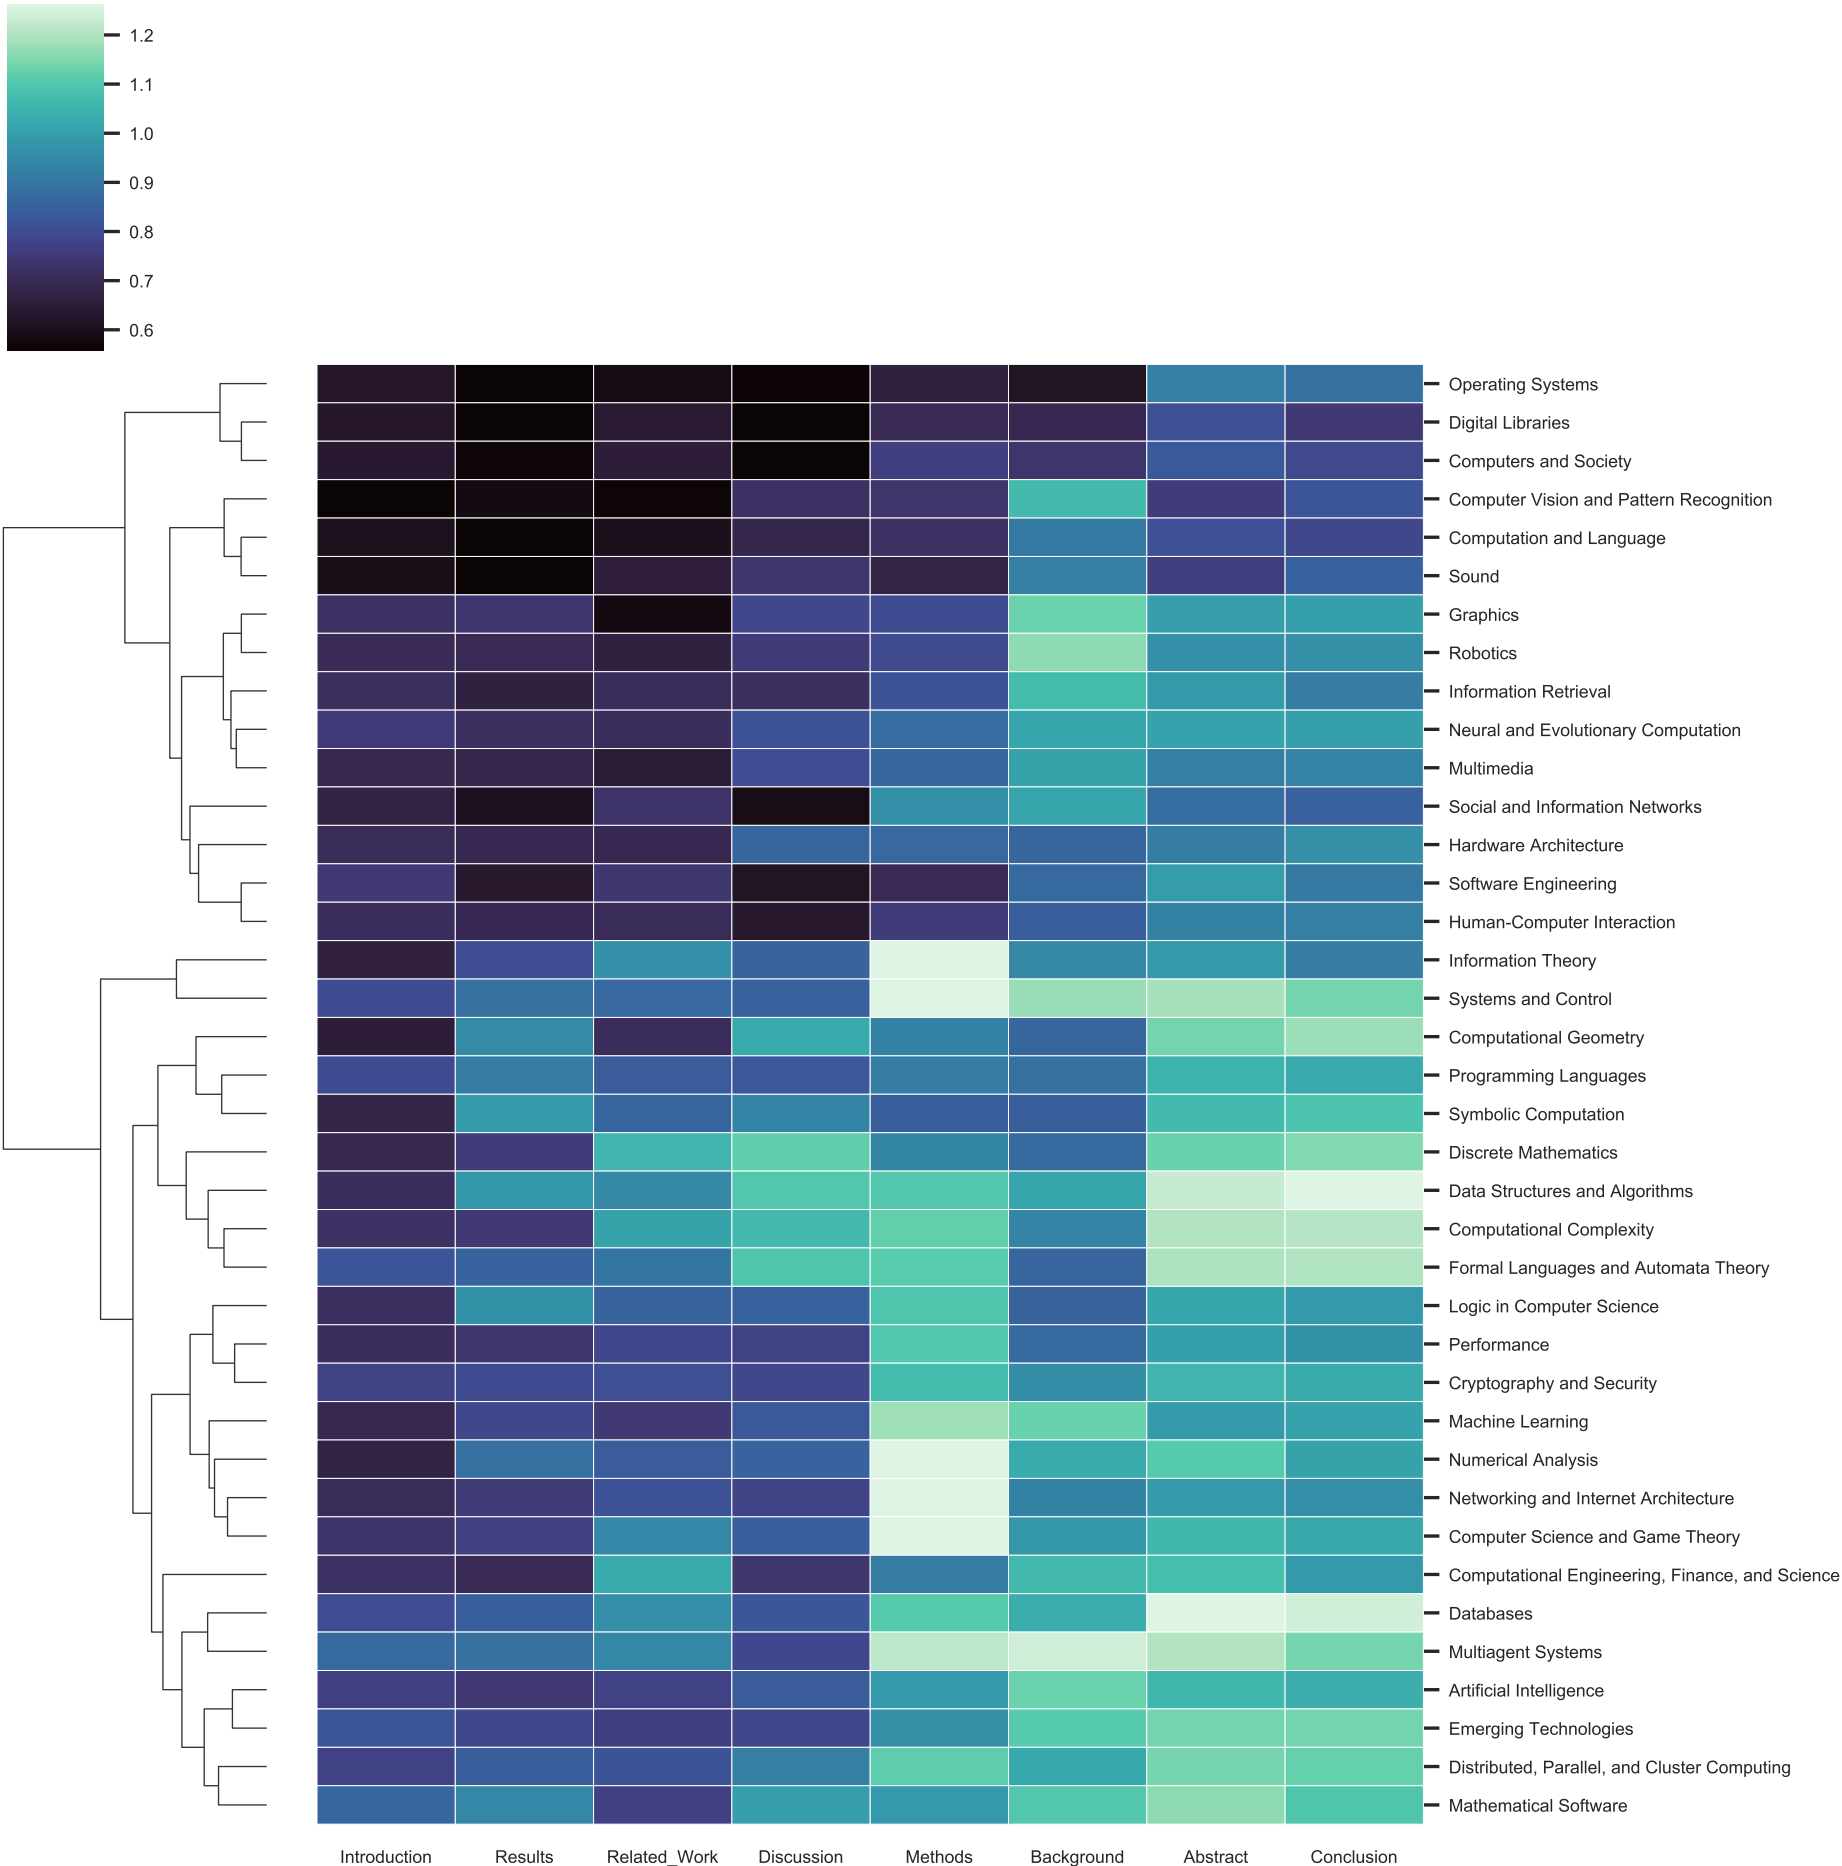 1.2
1.1
1.0
0.9
0.8
0.7
0.6
Operating Systems
Digital Libraries
Computers and Society
Computer Vision and Pattern Recognition
Computation and Language
Sound
Graphics
Robotics
Information Retrieval
Neural and Evolutionary Computation
Multimedia
Social and Information Networks
Hardware Architecture
Software Engineering
Human-Computer Interaction
Information Theory
Systems and Control
Computational Geometry
Programming Languages
Symbolic Computation
Discrete Mathematics
Data Structures and Algorithms
Computational Complexity
Formal Languages and Automata Theory
Logic in Computer Science
Performance
Cryptography and Security
Machine Learning
Numerical Analysis
Networking and Internet Architecture
Computer Science and Game Theory
Computational Engineering, Finance, and Science
Databases
Multiagent Systems
Artificial Intelligence
Emerging Technologies
Distributed, Parallel, and Cluster Computing
Mathematical Software
Introduction Results Related_Work Discussion Methods Background Abstract Conclusion